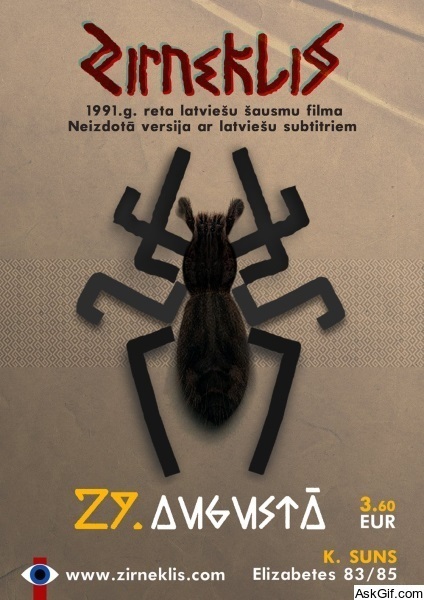 ZIRNEKLIS
1991.g. reta latviešu šausmu filma
Neizdotā versija ar latviešu subtitriem
29. AUGUSTĀ
3.60
EUR
K. SUNS
www.zirneklis.com
Elizabetes 83/85
AskGif.com